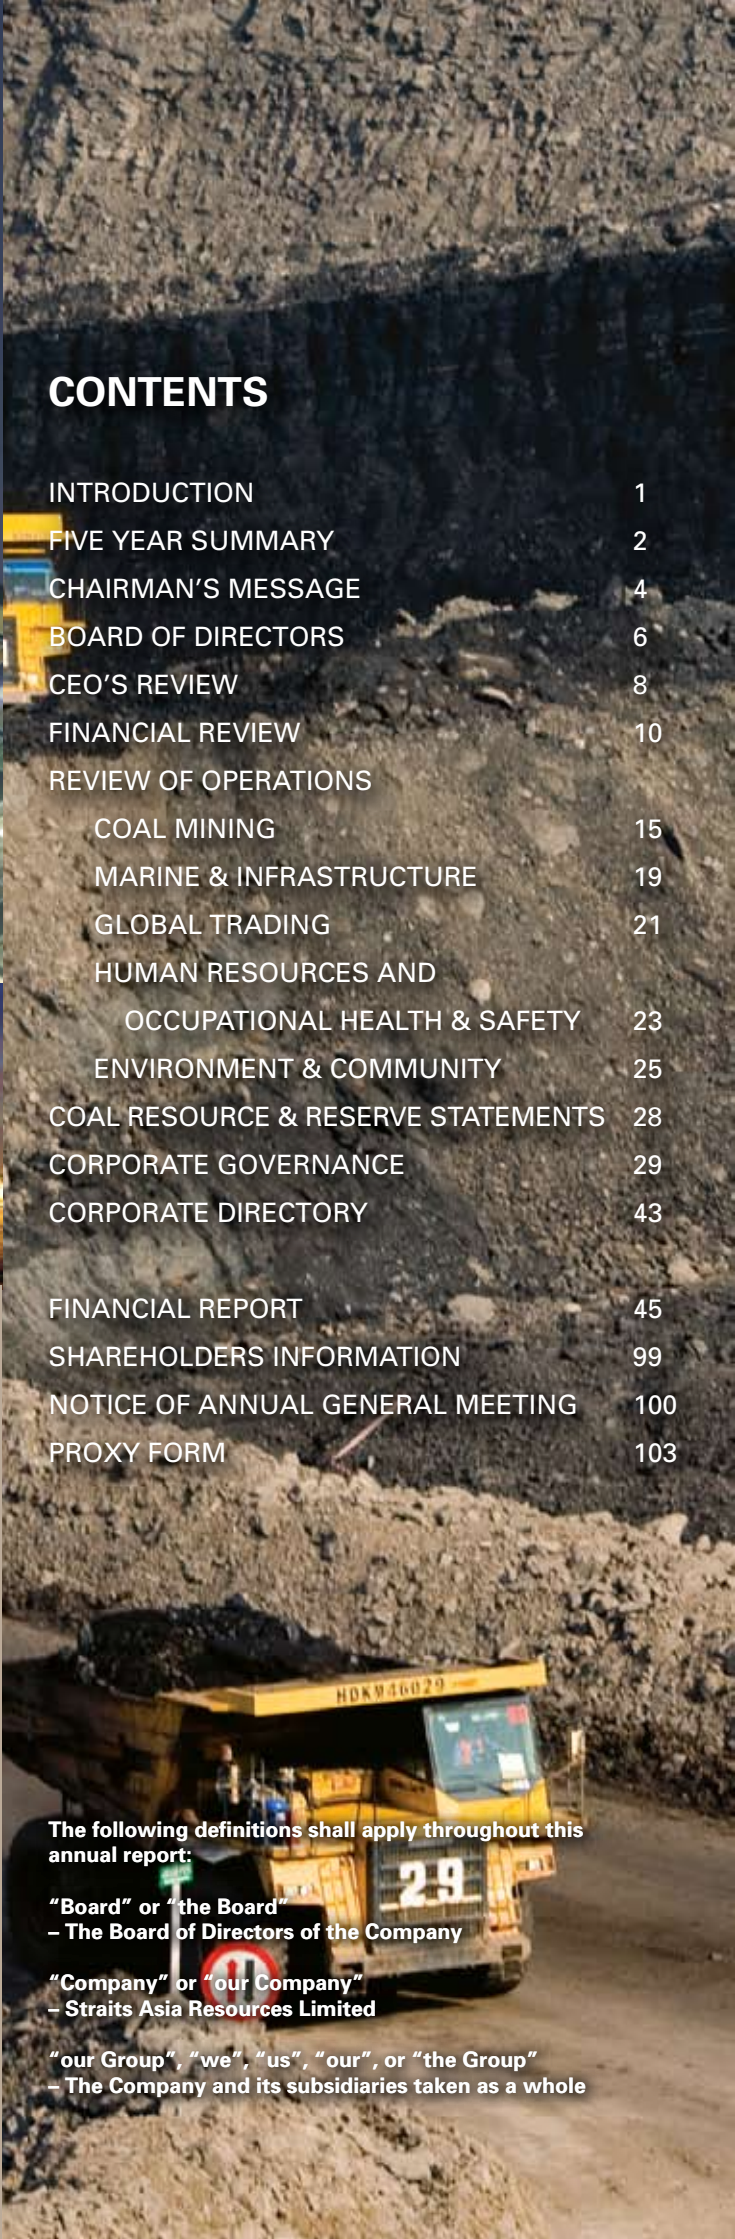 CONTENTS
INTRODUCTION 1
FIVE YEAR SUMMARY 2
CHAIRMAN’S MESSAGE 4
BOARD OF DIRECTORS 6
CEO’S REVIEW 8
FINANCIAL REVIEW 10
REVIEW OF OPERATIONS
COAL MINING 15
MARINE & INFRASTRUCTURE 19
GLOBAL TRADING 21
HUMAN RESOURCES AND
OCCUPATIONAL HEALTH & SAFETY 23
ENVIRONMENT & COMMUNITY 25
COAL RESOURCE & RESERVE STATEMENTS 28
CORPORATE GOVERNANCE 29
CORPORATE DIRECTORY 43
FINANCIAL REPORT 45
SHAREHOLDERS INFORMATION 99
NOTICE OF ANNUAL GENERAL MEETING 100
PROXY FORM 103
HDK946029
The following definitions shall apply throughout this
annual report:
29
“Board” or “the Board”
– The Board of Directors of the Company
“Company” or “our Company”
– Straits Asia Resources Limited
“our Group”, “we”, “us”, “our”, or “the Group”
– The Company and its subsidiaries taken as a whole